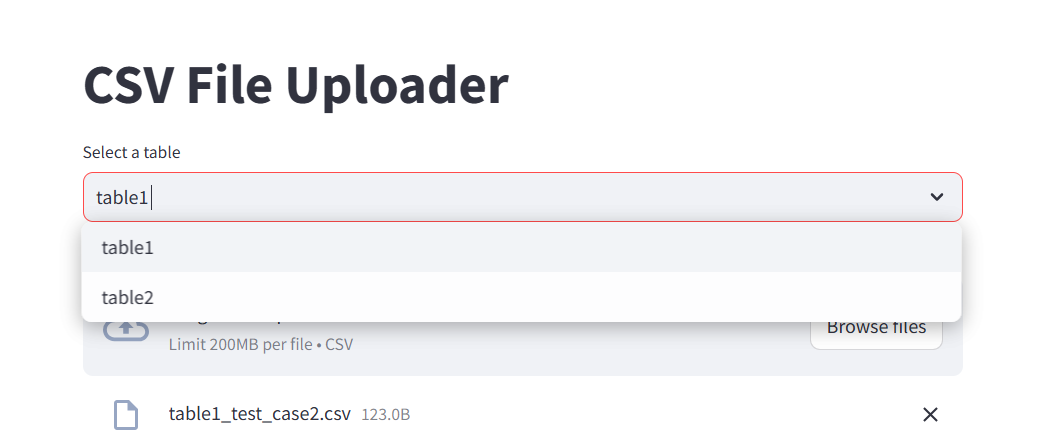 CSV File Uploader
Select a table
table1
table1
table2
Limit 200MB per file • CSV
Browse files
table1_test_case2.csv 123.0B